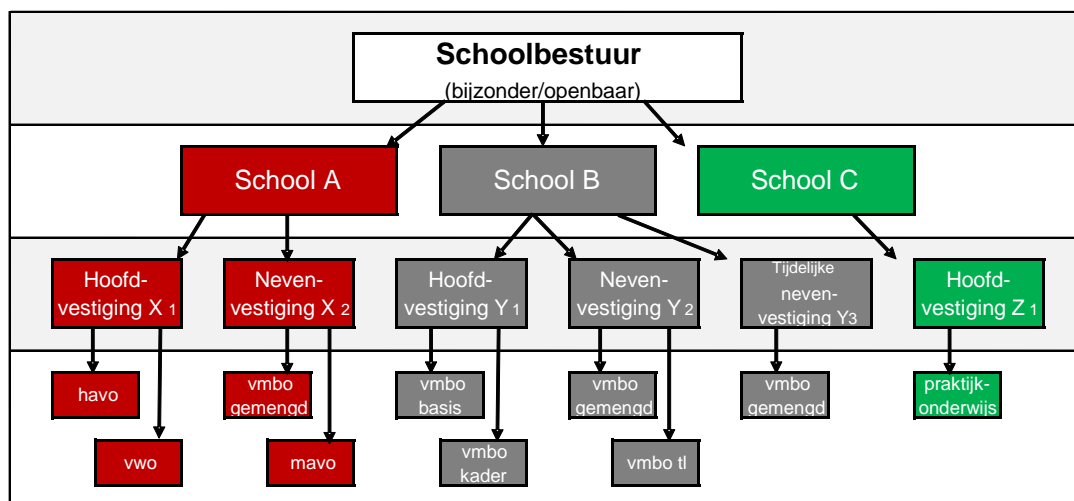 Schoolbestuur
(bijzonder/openbaar)
School A
School B
School C
Hoofd-
vestiging X 1
Neven-
vestiging X 2
Hoofd-
vestiging Y 1
Neven-
vestiging Y 2
Tijdelijke
neven-
vestiging Y3
Hoofd-
vestiging Z 1
havo
vmbo
gemengd
vmbo
basis
vmbo
gemengd
vmbo
gemengd
praktijk-
onderwijs
vwo
mavo
vmbo
kader
vmbo tl